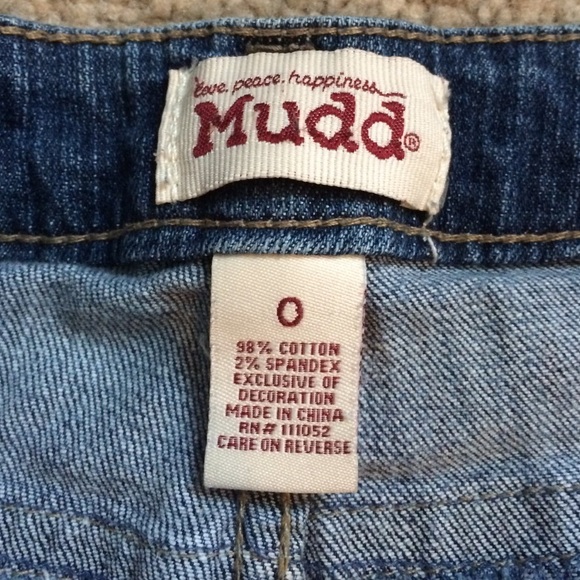 love. peace. happiness
Mudd®
0
98% COTTON
2% SPANDEX
EXCLUSIVE OF
DECORATION
MADE IN CHINA
RN# 111052
CARE ON REVERSE